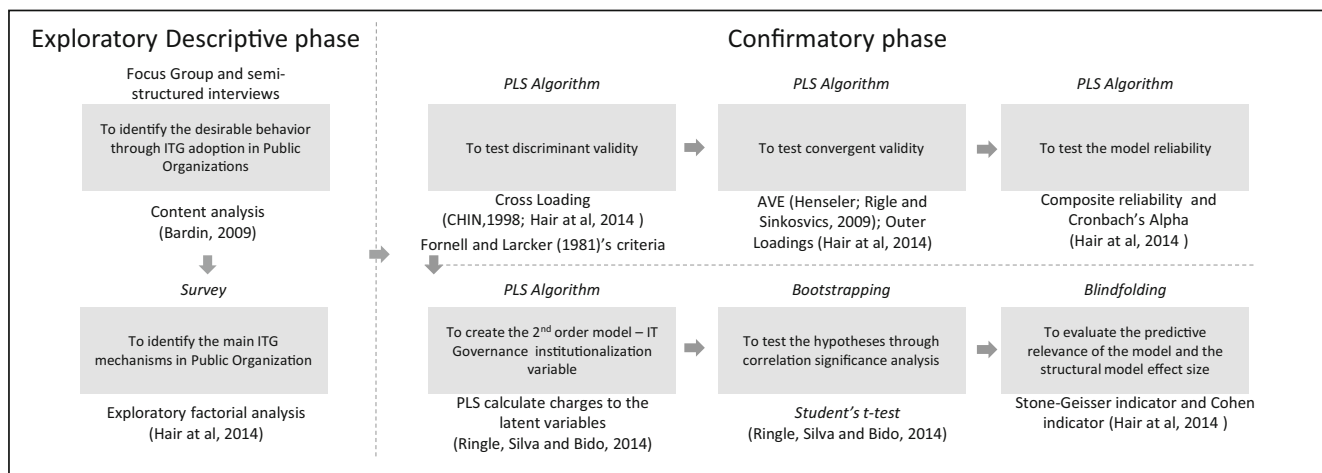 Exploratory Descriptive phase
Focus Group and semi-
structured interviews
To identify the desirable behavior
through ITG adoption in Public
Organizations
Content analysis
(Bardin, 2009)
Survey
To identify the main ITG
mechanisms in Public Organization
Exploratory factorial analysis
(Hair at al, 2014)
Confirmatory phase
PLS Algorithm
To test discriminant validity
Cross Loading
(CHIN,1998; Hair at al, 2014 )
Fornell and Larcker (1981)’s criteria
PLS Algorithm
To test convergent validity
AVE (Henseler; Rigle and
Sinkosvics, 2009); Outer
Loadings (Hair at al, 2014)
PLS Algorithm
To test the model reliability
Composite reliability and
Cronbach’s Alpha
(Hair at al, 2014 )
PLS Algorithm
To create the 2nd order model – IT
Governance institutionalization
variable
PLS calculate charges to the
latent variables
(Ringle, Silva and Bido, 2014)
Bootstrapping
To test the hypotheses through
correlation significance analysis
Student’s t-test
(Ringle, Silva and Bido, 2014)
Blindfolding
To evaluate the predictive
relevance of the model and the
structural model effect size
Stone-Geisser indicator and Cohen
indicator (Hair at al, 2014 )